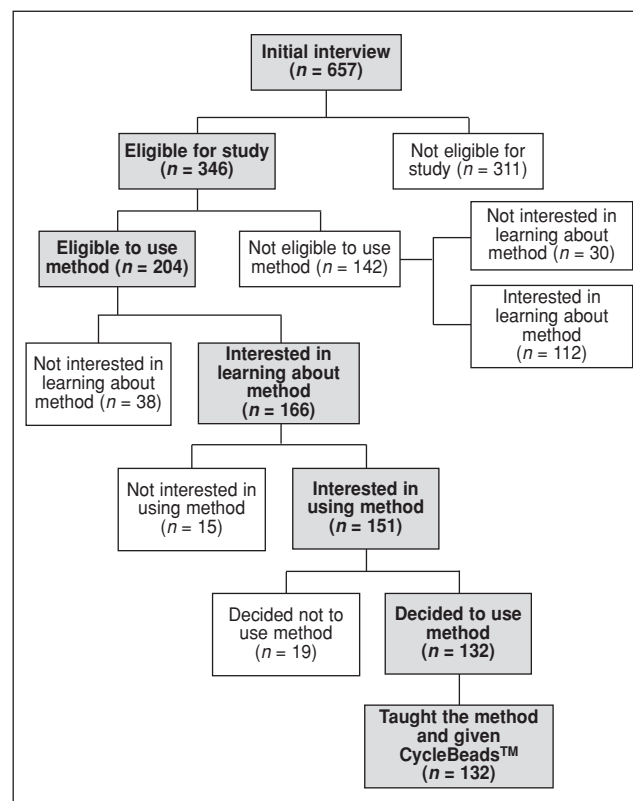 Initial interview
(n = 657)
Eligible for study
(n = 346)
Not eligible for
study (n = 311)
Eligible to use
method (n = 204)
Not eligible to use
method (n = 142)
Not interested in
learning about
method (n = 30)
Interested in
learning about
method
(n = 112)
Not interested in
learning about
method (n = 38)
Interested in
learning about
method
(n = 166)
Not interested in
using method
(n = 15)
Interested in
using method
(n = 151)
Decided not to
use method
(n = 19)
Decided to use
method
(n = 132)
Taught the method
and given
CycleBeads™
(n = 132)